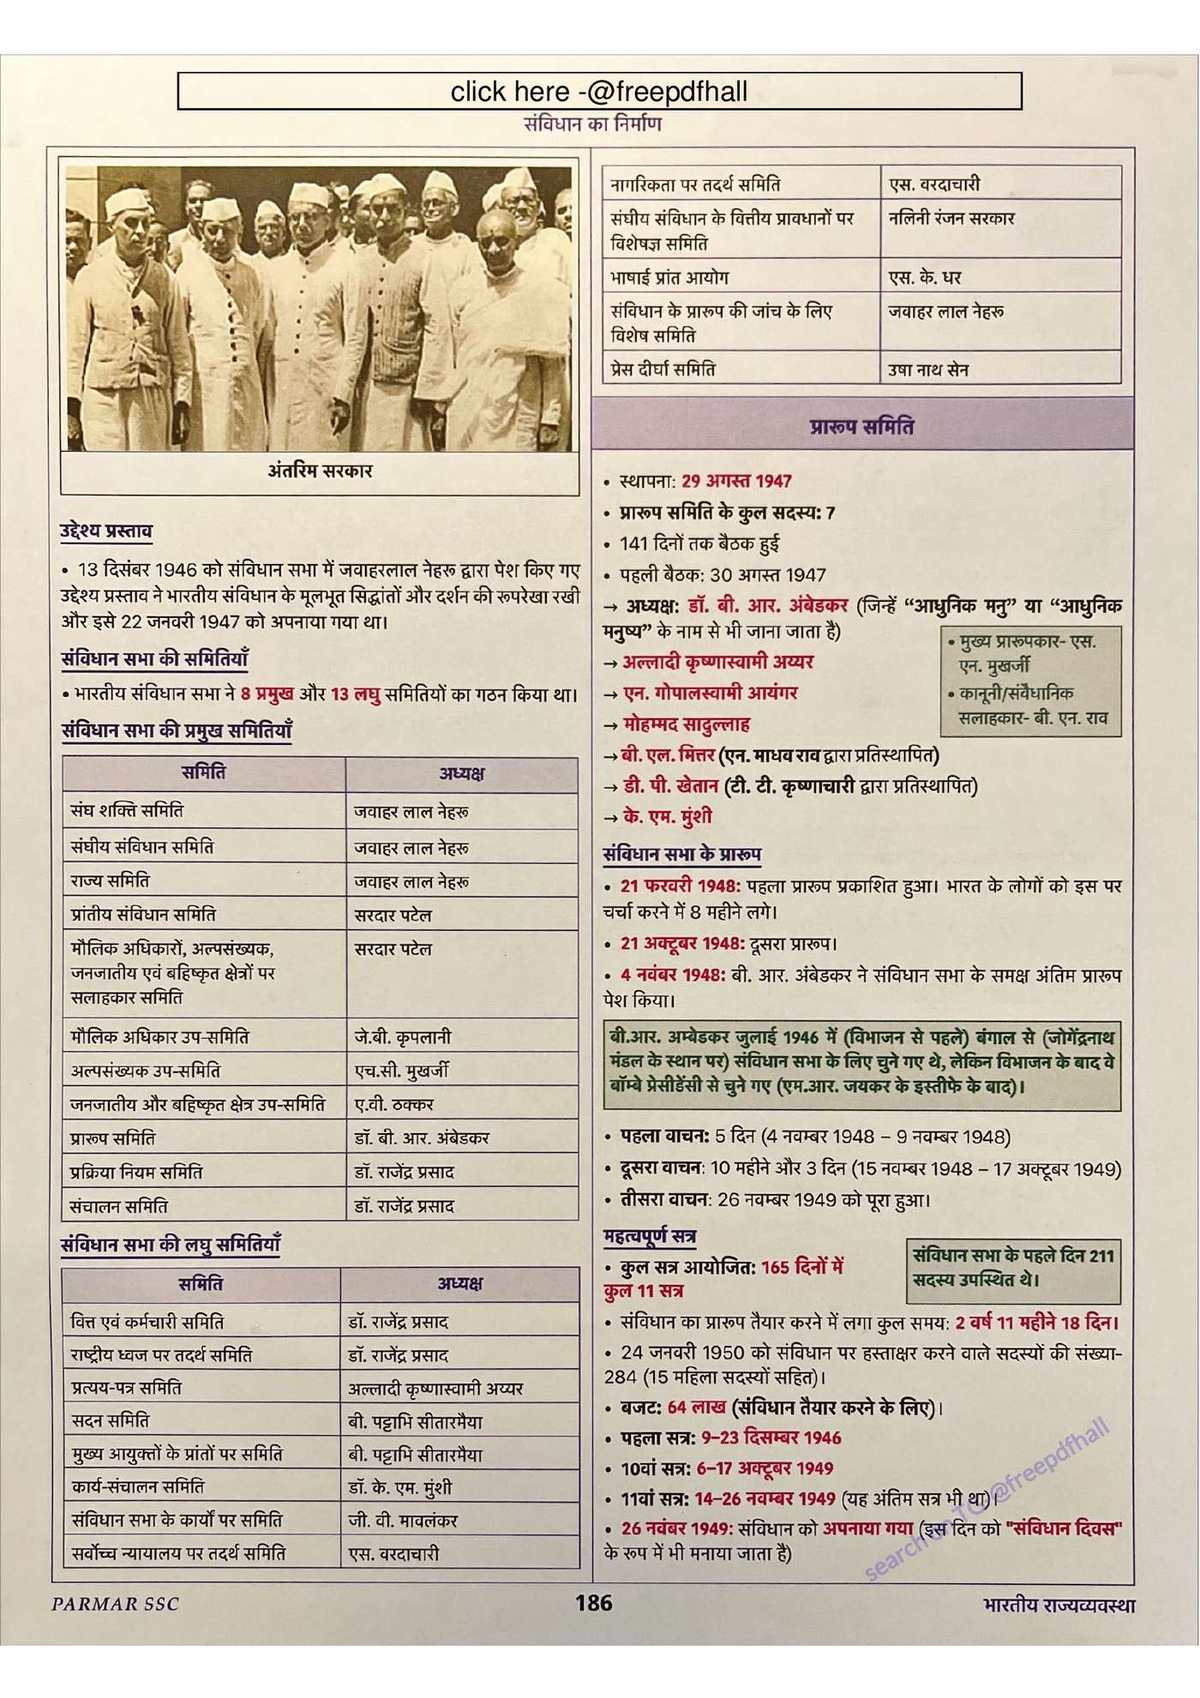 click here -@freepdfhall
संविधान का निर्माण
अंतरिम सरकार
उद्देश्य प्रस्ताव
• 13 दिसंबर 1946 को संविधान सभा में जवाहरलाल नेहरू द्वारा पेश किए गए
उद्देश्य प्रस्ताव ने भारतीय संविधान के मूलभूत सिद्धांतों और दर्शन की रूपरेखा रखी
और इसे 22 जनवरी 1947 को अपनाया गया था।
संविधान सभा की समितियाँ
• भारतीय संविधान सभा ने 8 प्रमुख और 13 लघु समितियों का गठन किया था।
संविधान सभा की प्रमुख समितियाँ
समिति अध्यक्ष
संघ शक्ति समिति जवाहर लाल नेहरू
संघीय संविधान समिति जवाहर लाल नेहरू
राज्य समिति जवाहर लाल नेहरू
प्रांतीय संविधान समिति सरदार पटेल
मौलिक अधिकारों, अल्पसंख्यक, सरदार पटेल
जनजातीय एवं बहिष्कृत क्षेत्रों पर
सलाहकार समिति
मौलिक अधिकार उप-समिति जे.बी. कृपलानी
अल्पसंख्यक उप-समिति एच.सी. मुखर्जी
जनजातीय और बहिष्कृत क्षेत्र उप-समिति ए.वी. ठक्कर
प्रारूप समिति डॉ. बी. आर. अंबेडकर
प्रक्रिया नियम समिति डॉ. राजेंद्र प्रसाद
संचालन समिति डॉ. राजेंद्र प्रसाद
संविधान सभा की लघु समितियाँ
समिति अध्यक्ष
वित्त एवं कर्मचारी समिति डॉ. राजेंद्र प्रसाद
राष्ट्रीय ध्वज पर तदर्थ समिति डॉ. राजेंद्र प्रसाद
प्रत्यय-पत्र समिति अल्लादी कृष्णास्वामी अय्यर
सदन समिति बी. पट्टाभि सीतारमैया
मुख्य आयुक्तों के प्रांतों पर समिति बी. पट्टाभि सीतारमैया
कार्य-संचालन समिति डॉ. के. एम. मुंशी
संविधान सभा के कार्यों पर समिति जी. वी. मावलंकर
सर्वोच्च न्यायालय पर तदर्थ समिति एस. वरदाचारी
नागरिकता पर तदर्थ समिति एस. वरदाचारी
संघीय संविधान के वित्तीय प्रावधानों पर नलिनी रंजन सरकार
विशेषज्ञ समिति
भाषाई प्रांत आयोग एस. के. धर
संविधान के प्रारूप की जांच के लिए जवाहर लाल नेहरू
विशेष समिति
प्रेस दीर्घा समिति उषा नाथ सेन
प्रारूप समिति
• स्थापना: 29 अगस्त 1947
• प्रारूप समिति के कुल सदस्य: 7
• 141 दिनों तक बैठक हुई
• पहली बैठक: 30 अगस्त 1947
→ अध्यक्ष: डॉ. बी. आर. अंबेडकर (जिन्हें “आधुनिक मनु” या “आधुनिक
मनुष्य” के नाम से भी जाना जाता है)
→ अल्लादी कृष्णास्वामी अय्यर
→ एन. गोपालस्वामी आयंगर
→ मोहम्मद सादुल्लाह
• मुख्य प्रारूपकार- एस.
एन. मुखर्जी
• कानूनी/संवैधानिक
सलाहकार- बी. एन. राव
→ बी. एल. मित्तर (एन. माधव राव द्वारा प्रतिस्थापित)
→ डी. पी. खेतान (टी. टी. कृष्णाचारी द्वारा प्रतिस्थापित)
→ के. एम. मुंशी
संविधान सभा के प्रारूप
• 21 फरवरी 1948: पहला प्रारूप प्रकाशित हुआ। भारत के लोगों को इस पर
चर्चा करने में 8 महीने लगे।
• 21 अक्टूबर 1948: दूसरा प्रारूप।
• 4 नवंबर 1948: बी. आर. अंबेडकर ने संविधान सभा के समक्ष अंतिम प्रारूप
पेश किया।
बी.आर. अम्बेडकर जुलाई 1946 में (विभाजन से पहले) बंगाल से (जोगेंद्रनाथ
मंडल के स्थान पर) संविधान सभा के लिए चुने गए थे, लेकिन विभाजन के बाद वे
बॉम्बे प्रेसीडेंसी से चुने गए (एम.आर. जयकर के इस्तीफे के बाद)।
• पहला वाचन: 5 दिन (4 नवम्बर 1948 – 9 नवम्बर 1948)
• दूसरा वाचन: 10 महीने और 3 दिन (15 नवम्बर 1948 – 17 अक्टूबर 1949)
• तीसरा वाचन: 26 नवम्बर 1949 को पूरा हुआ।
महत्वपूर्ण सत्र
• कुल सत्र आयोजित: 165 दिनों में
कुल 11 सत्र
संविधान सभा के पहले दिन 211
सदस्य उपस्थित थे।
• संविधान का प्रारूप तैयार करने में लगा कुल समय: 2 वर्ष 11 महीने 18 दिन।
• 24 जनवरी 1950 को संविधान पर हस्ताक्षर करने वाले सदस्यों की संख्या-
284 (15 महिला सदस्यों सहित)।
• बजट: 64 लाख (संविधान तैयार करने के लिए)।
• पहला सत्र: 9–23 दिसम्बर 1946
• 10वां सत्र: 6–17 अक्टूबर 1949
• 11वां सत्र: 14–26 नवम्बर 1949 (यह अंतिम सत्र भी था)।
• 26 नवंबर 1949: संविधान को अपनाया गया (इस दिन को "संविधान दिवस"
के रूप में भी मनाया जाता है)
search on TG @freepdfhall
PARMAR SSC
186
भारतीय राज्यव्यवस्था